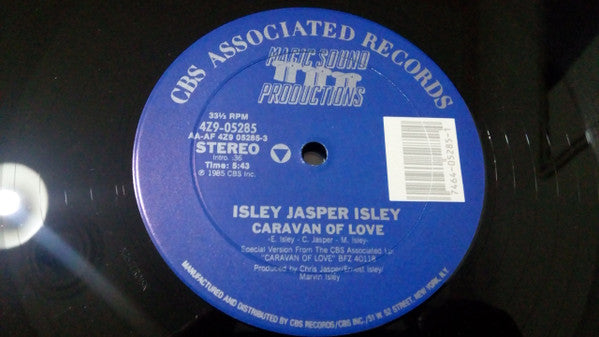 CBS ASSOCIATED RECORDS
MAGIC SOUND
PRODUCTIONS
33⅓ RPM
4Z9-05285
AA-AF 4Z9 05285-3
STEREO
Intro. :36
Time: 5:43
℗ 1985 CBS Inc.
7464-05285-1
ISLEY JASPER ISLEY
CARAVAN OF LOVE
-E. Isley - C. Jasper - M. Isley-
Special Version From The CBS Associated Lp:
"CARAVAN OF LOVE" BFZ 40118
Produced by Chris Jasper/Ernest Isley/
Marvin Isley
MANUFACTURED AND DISTRIBUTED BY CBS RECORDS/CBS INC./51 W. 52 STREET, NEW YORK, N.Y.